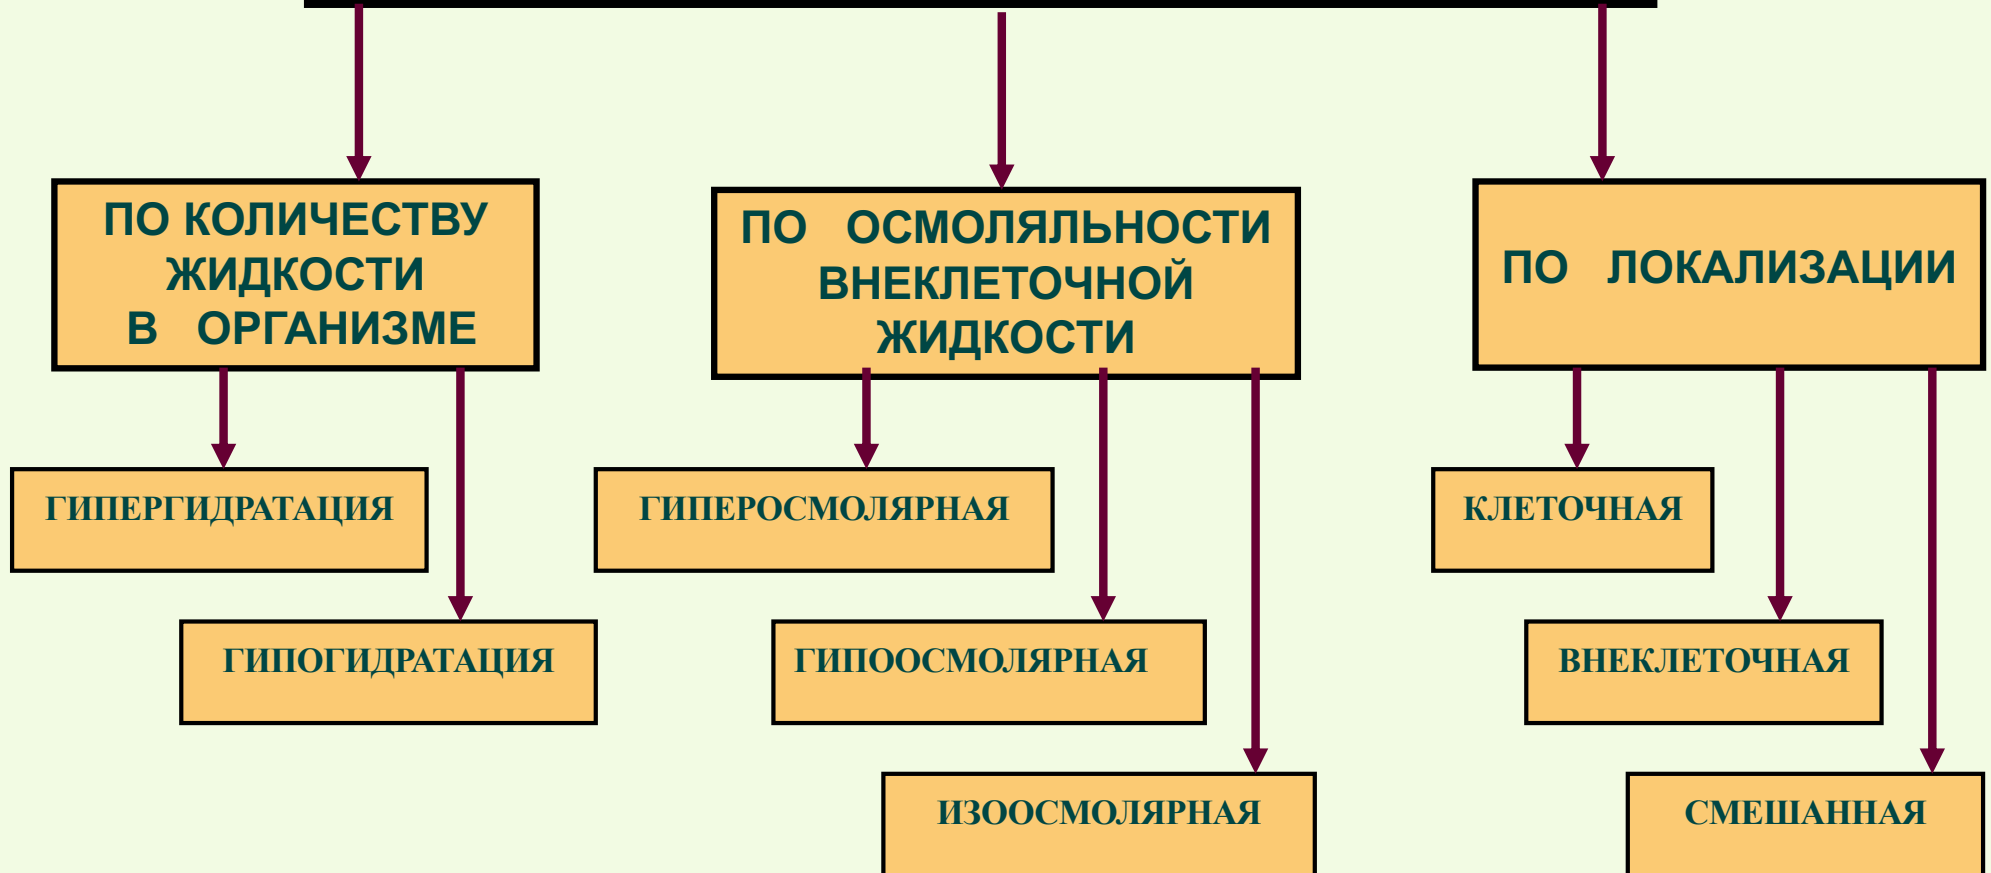 ПО КОЛИЧЕСТВУ
ЖИДКОСТИ
В ОРГАНИЗМЕ
ГИПЕРГИДРАТАЦИЯ
ГИПОГИДРАТАЦИЯ
ПО ОСМОЛЯЛЬНОСТИ
ВНЕКЛЕТОЧНОЙ
ЖИДКОСТИ
ГИПЕРОСМОЛЯРНАЯ
ГИПООСМОЛЯРНАЯ
ИЗООСМОЛЯРНАЯ
ПО ЛОКАЛИЗАЦИИ
КЛЕТОЧНАЯ
ВНЕКЛЕТОЧНАЯ
СМЕШАННАЯ